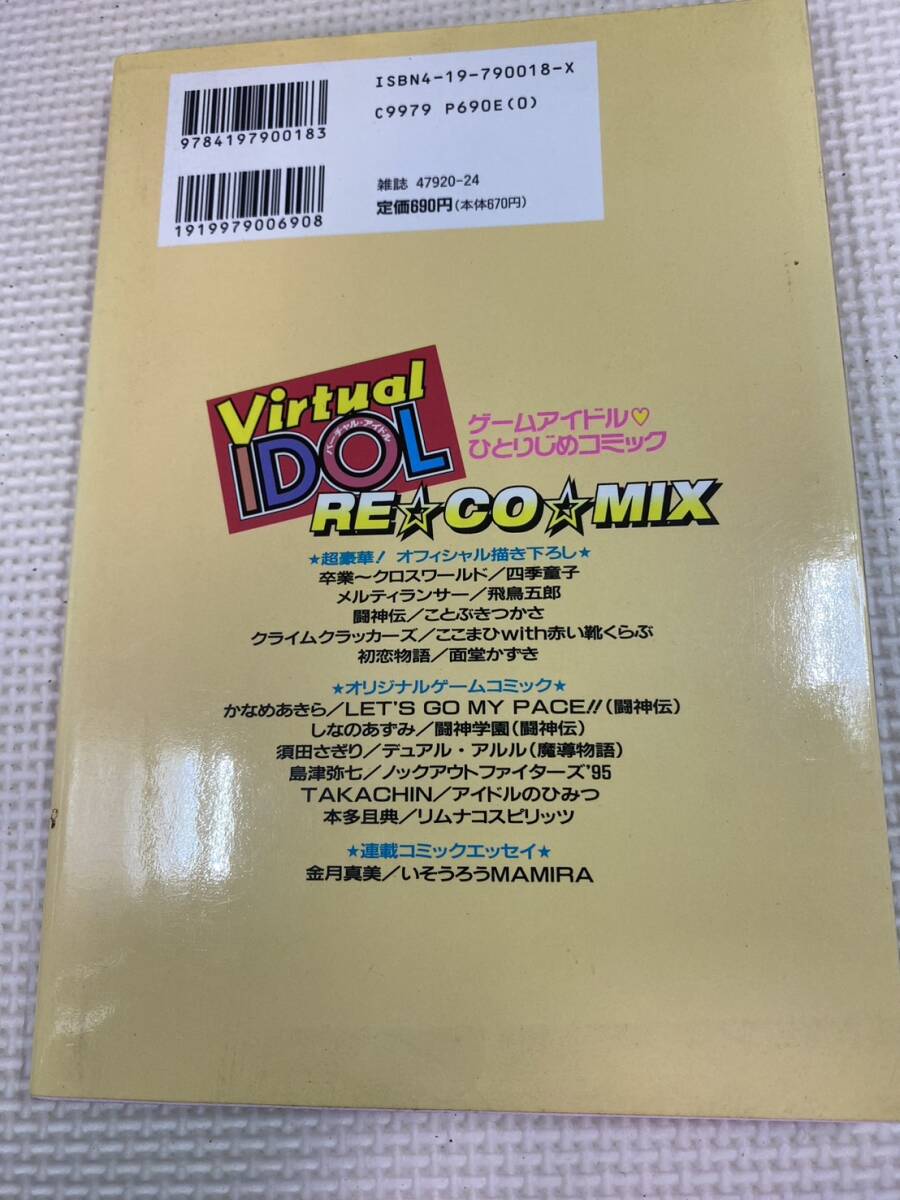 ISBN4-19-790018-X
C9979 P690E(0)
9784197900183
雑誌 47920-24
定価690円(本体670円)
1919979006908
Virtual
IDOL
バーチャル・アイドル
ゲームアイドル♡
ひとりじめコミック
RE☆CO☆MIX
★超豪華! オフィシャル描き下ろし★
卒業〜クロスワールド/四季童子
メルティランサー/飛鳥五郎
闘神伝/ことぶきつかさ
クライムクラッカーズ/ここまひwith赤い靴くらぶ
初恋物語/面堂かずき
★オリジナルゲームコミック★
かなめあきら/LET'S GO MY PACE!!(闘神伝)
しなのあずみ/闘神学園(闘神伝)
須田さぎり/デュアル・アルル(魔導物語)
島津弥七/ノックアウトファイターズ'95
TAKACHIN/アイドルのひみつ
本多且典/リムナコスピリッツ
★連載コミックエッセイ★
金月真美/いそうろうMAMIRA